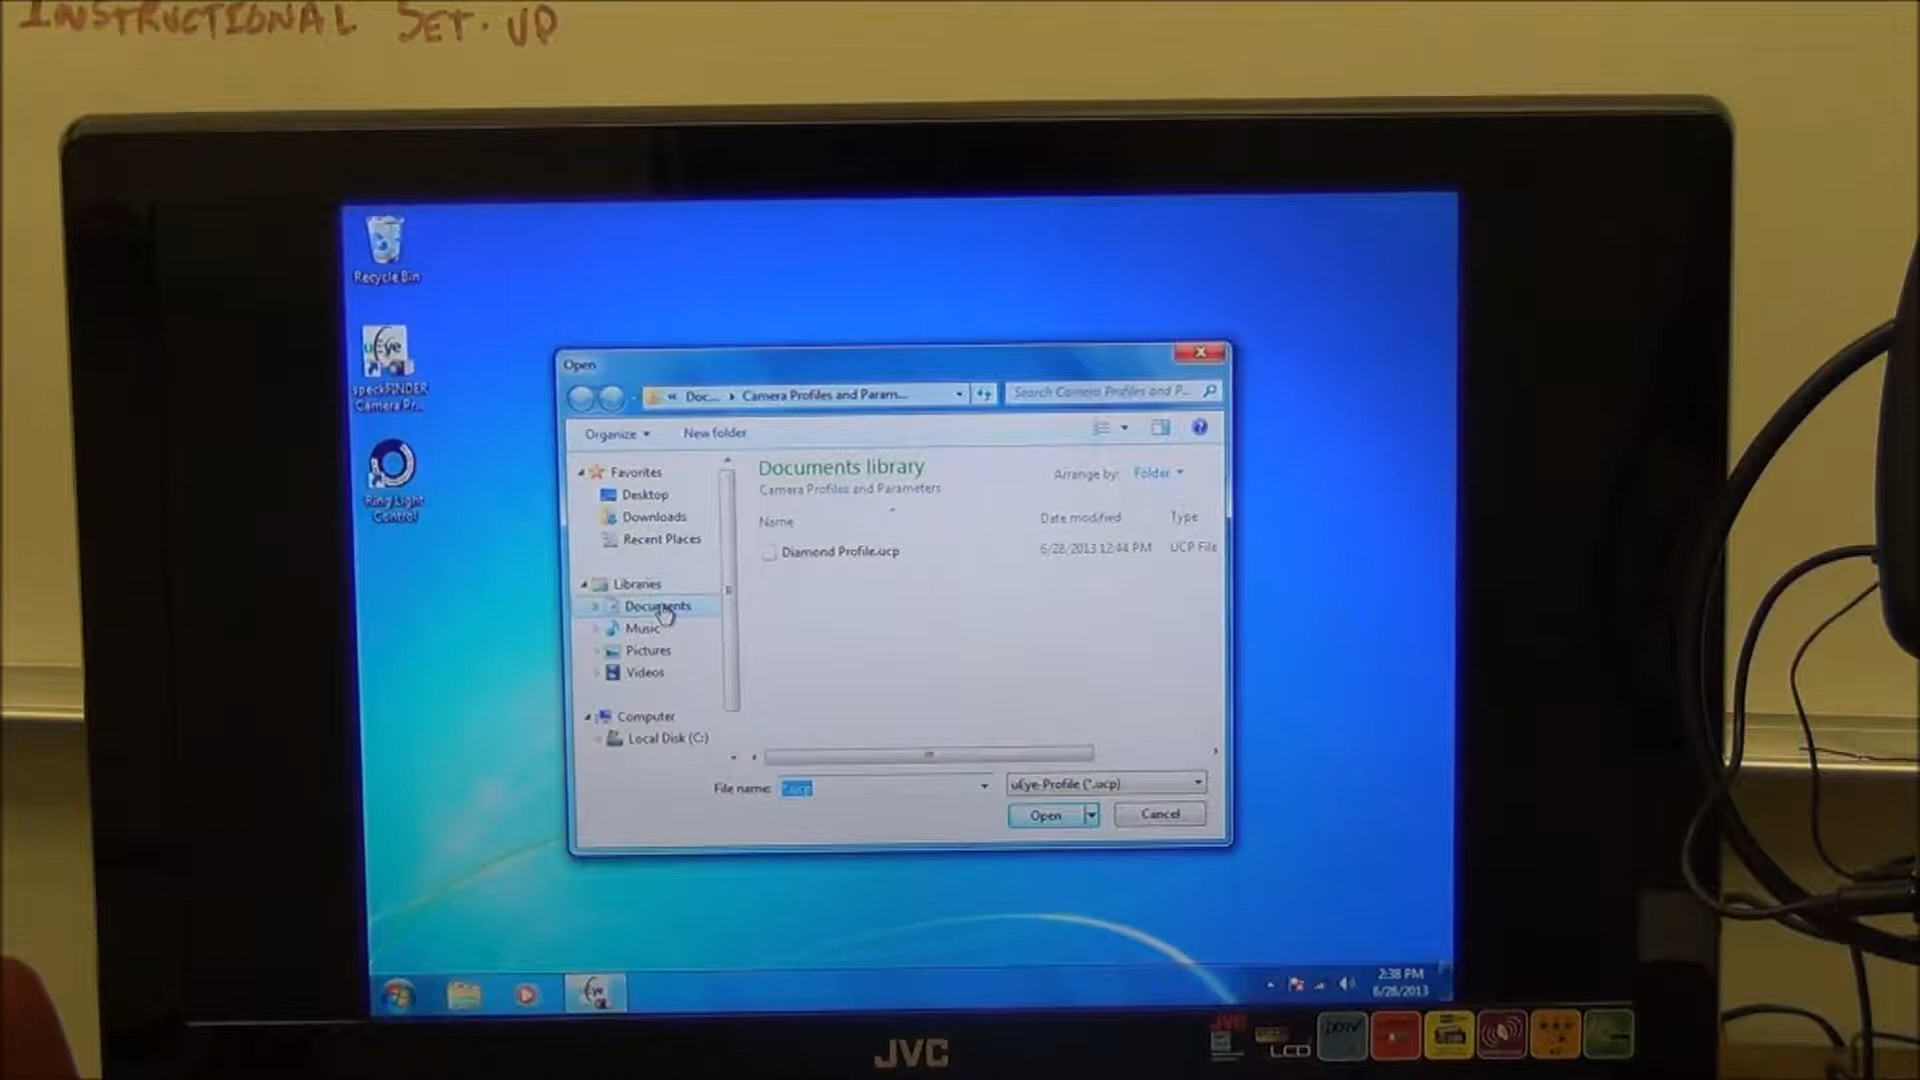 INSTRUCTIONAL SET-UP
Recycle Bin
uEye
speckFINDER
Camera Pr...
Ring Light
Control
Open
« Doc... ▸ Camera Profiles and Param...
Search Camera Profiles and P...
Organize
New folder
Favorites
Desktop
Downloads
Recent Places
Libraries
Documents
Music
Pictures
Videos
Computer
Local Disk (C:)
Documents library
Camera Profiles and Parameters
Arrange by: Folder
Name
Date modified
Type
Diamond Profile.ucp
6/28/2013 12:44 PM
UCP File
File name:
*.ucp
uEye-Profile (*.ucp)
Open
Cancel
2:38 PM
6/28/2013
JVC
JVC
LCD